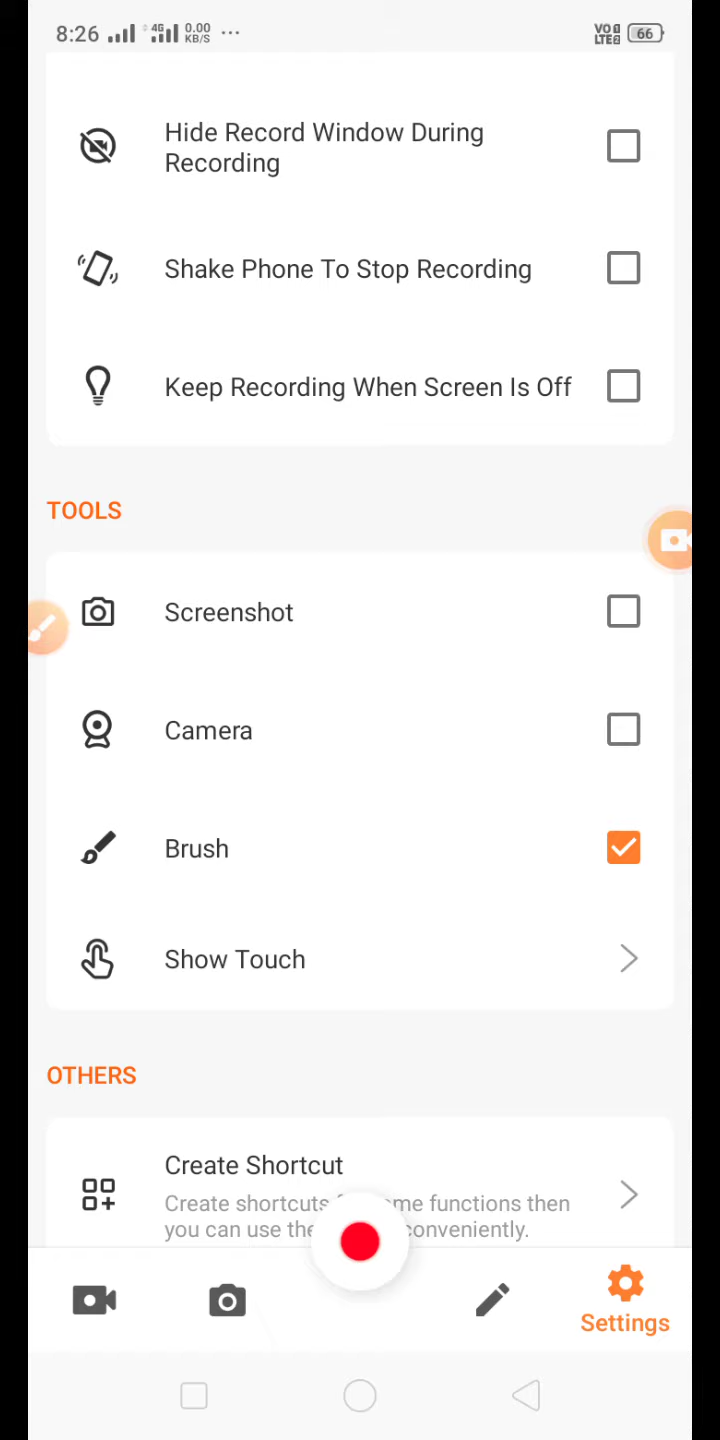 8:26 4G 0.00 KB/S ... VO LTE 66
Hide Record Window During
Recording
Shake Phone To Stop Recording
Keep Recording When Screen Is Off
TOOLS
Screenshot
Camera
Brush
Show Touch
OTHERS
Create Shortcut
Create shortcuts me functions then
you can use the conveniently.
Settings